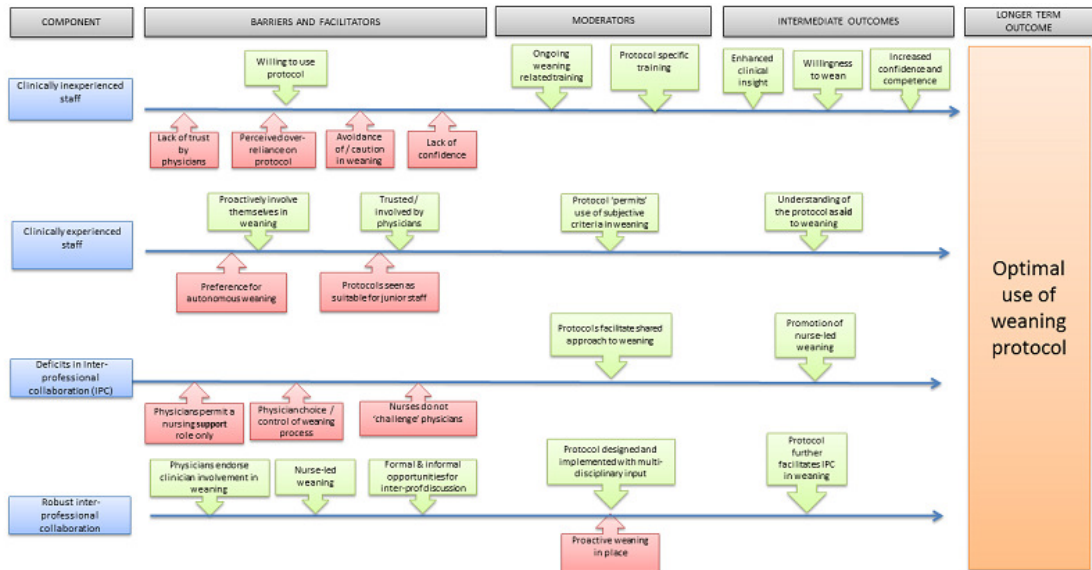 COMPONENT
BARRIERS AND FACILITATORS
MODERATORS
INTERMEDIATE OUTCOMES
LONGER TERM
OUTCOME
Clinically inexperienced
staff
Willing to use
protocol
Ongoing
weaning
related training
Protocol specific
training
Enhanced
clinical
insight
Willingness
to wean
Increased
confidence and
competence
Lack of trust
by
physicians
Perceived over-
reliance on
protocol
Avoidance
of / caution
in weaning
Lack of
confidence
Clinically experienced
staff
Proactively involve
themselves in
weaning
Trusted /
involved by
physicians
Protocol 'permits'
use of subjective
criteria in weaning
Understanding of
the protocol as aid
to weaning
Preference for
autonomous weaning
Protocols seen as
suitable for junior staff
Optimal
use of
weaning
protocol
Deficits in Inter-
professional
collaboration (IPC)
Protocols facilitate shared
approach to weaning
Promotion of
nurse-led
weaning
Physicians permit a
nursing support
role only
Physician choice /
control of weaning
process
Nurses do not
'challenge' physicians
Robust inter-
professional
collaboration
Physicians endorse
clinician involvement in
weaning
Nurse-led
weaning
Formal & informal
opportunities for
inter-prof discussion
Protocol designed and
implemented with multi-
disciplinary input
Protocol
further
facilitates IPC
in weaning
Proactive weaning
in place